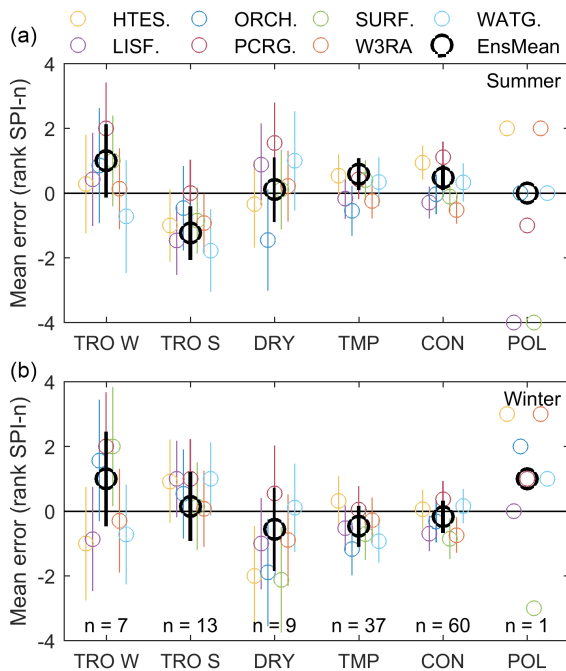 HTES. ORCH. SURF. WATG.
LISF. PCRG. W3RA EnsMean
(a)
Summer
Mean error (rank SPI-n)
4
2
0
-2
-4
TRO W TRO S DRY TMP CON POL
(b)
Winter
Mean error (rank SPI-n)
4
2
0
-2
-4
n = 7 n = 13 n = 9 n = 37 n = 60 n = 1
TRO W TRO S DRY TMP CON POL